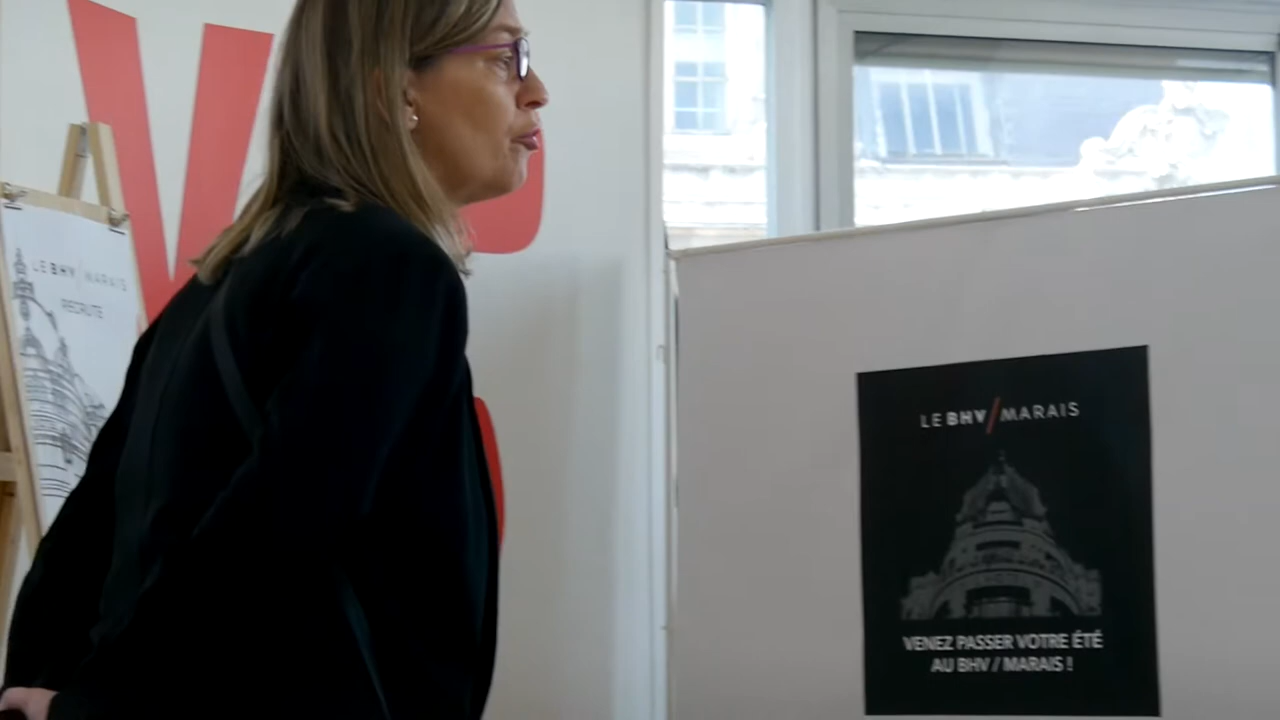 LE BHV/MARAIS
RECRUTE
LE BHV/MARAIS
VENEZ PASSER VOTRE ÉTÉ
AU BHV / MARAIS !